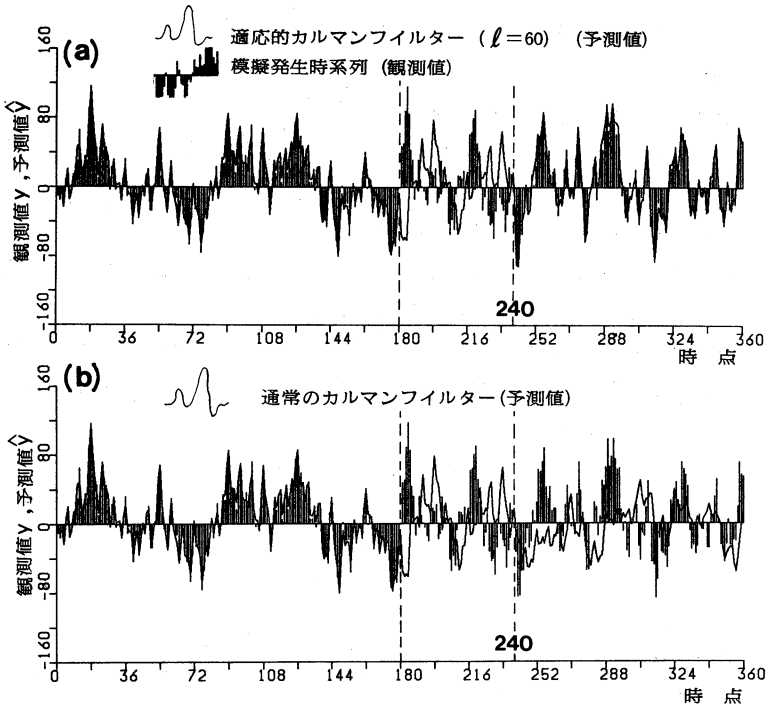 (a)
適応的カルマンフイルター (ℓ=60) (予測値)
模擬発生時系列 (観測値)
観測値y,予測値ŷ
160
80
0
-80
-160
240
0 36 72 108 144 180 216 252 288 324 360
時 点
(b)
通常のカルマンフイルター(予測値)
観測値y,予測値ŷ
160
80
0
-80
-160
240
0 36 72 108 144 180 216 252 288 324 360
時 点